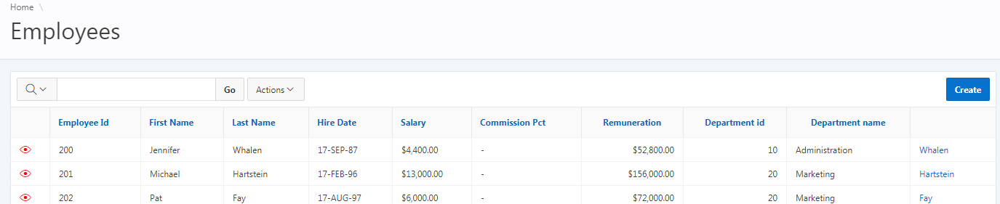 Home \
Employees
Go Actions Create
Employee Id First Name Last Name Hire Date Salary Commission Pct Remuneration Department id Department name
200 Jennifer Whalen 17-SEP-87 $4,400.00 - $52,800.00 10 Administration Whalen
201 Michael Hartstein 17-FEB-96 $13,000.00 - $156,000.00 20 Marketing Hartstein
202 Pat Fay 17-AUG-97 $6,000.00 - $72,000.00 20 Marketing Fay